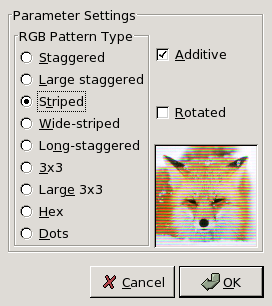 Parameter Settings
RGB Pattern Type
Staggered
Additive
Large staggered
Striped
Rotated
Wide-striped
Long-staggered
3x3
Large 3x3
Hex
Dots
Cancel
OK